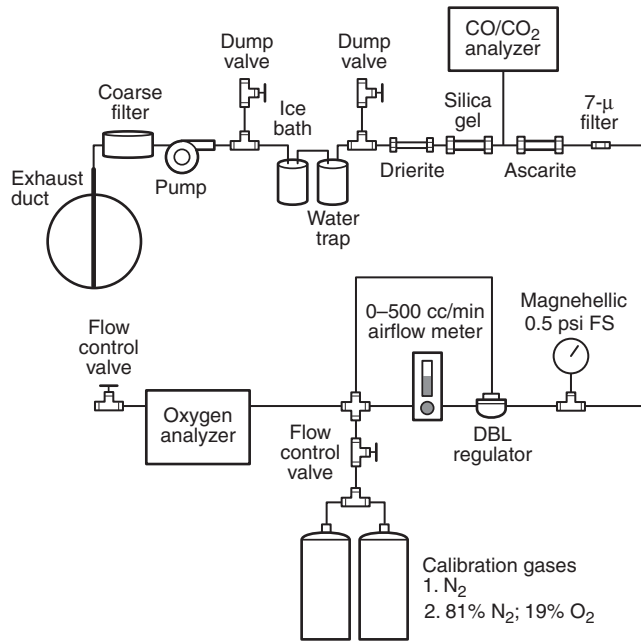 CO/CO2
analyzer
Dump
valve
Dump
valve
Coarse
filter
Ice
bath
Silica
gel
7-μ
filter
Pump
Drierite
Ascarite
Exhaust
duct
Water
trap
0–500 cc/min
airflow meter
Magnehellic
0.5 psi FS
Flow
control
valve
Oxygen
analyzer
Flow
control
valve
DBL
regulator
Calibration gases
1. N2
2. 81% N2; 19% O2